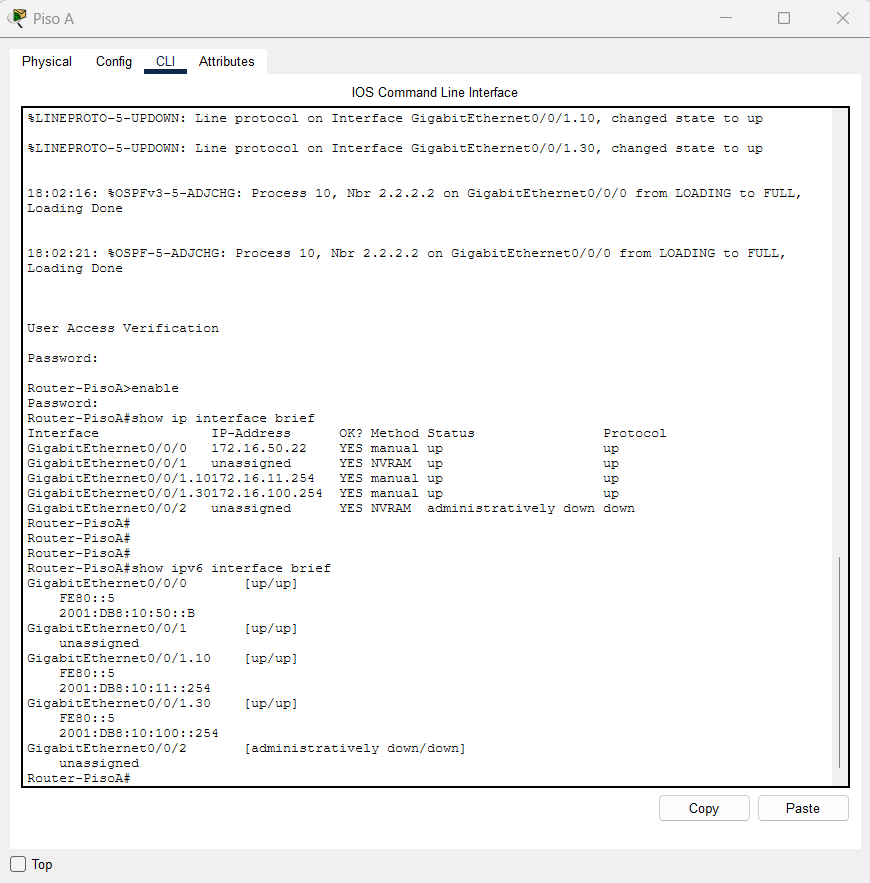 Piso A
Physical Config CLI Attributes
IOS Command Line Interface
%LINEPROTO-5-UPDOWN: Line protocol on Interface GigabitEthernet0/0/1.10, changed state to up
%LINEPROTO-5-UPDOWN: Line protocol on Interface GigabitEthernet0/0/1.30, changed state to up
18:02:16: %OSPFv3-5-ADJCHG: Process 10, Nbr 2.2.2.2 on GigabitEthernet0/0/0 from LOADING to FULL,
Loading Done
18:02:21: %OSPF-5-ADJCHG: Process 10, Nbr 2.2.2.2 on GigabitEthernet0/0/0 from LOADING to FULL,
Loading Done
User Access Verification
Password:
Router-PisoA>enable
Password:
Router-PisoA#show ip interface brief
Interface IP-Address OK? Method Status Protocol
GigabitEthernet0/0/0 172.16.50.22 YES manual up up
GigabitEthernet0/0/1 unassigned YES NVRAM up up
GigabitEthernet0/0/1.10172.16.11.254 YES manual up up
GigabitEthernet0/0/1.30172.16.100.254 YES manual up up
GigabitEthernet0/0/2 unassigned YES NVRAM administratively down down
Router-PisoA#
Router-PisoA#
Router-PisoA#
Router-PisoA#show ipv6 interface brief
GigabitEthernet0/0/0 [up/up]
FE80::5
2001:DB8:10:50::B
GigabitEthernet0/0/1 [up/up]
unassigned
GigabitEthernet0/0/1.10 [up/up]
FE80::5
2001:DB8:10:11::254
GigabitEthernet0/0/1.30 [up/up]
FE80::5
2001:DB8:10:100::254
GigabitEthernet0/0/2 [administratively down/down]
unassigned
Router-PisoA#
Copy Paste
Top